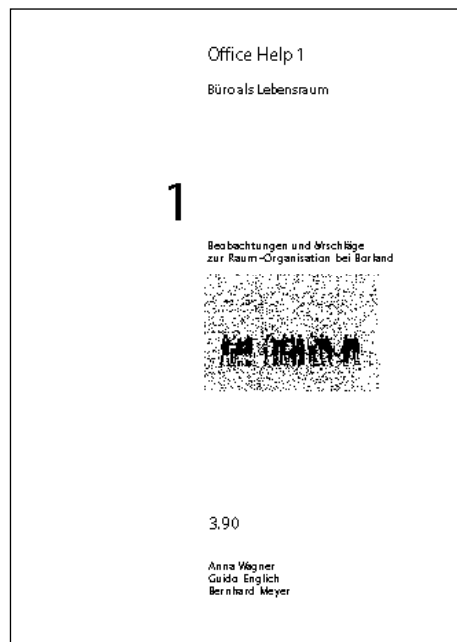 Office Help 1
Büro als Lebensraum
1
Beobachtungen und
zur Raum-Organisation bei Borland
3.90
Anna Wagner
Guido Englich
Bernhard Meyer